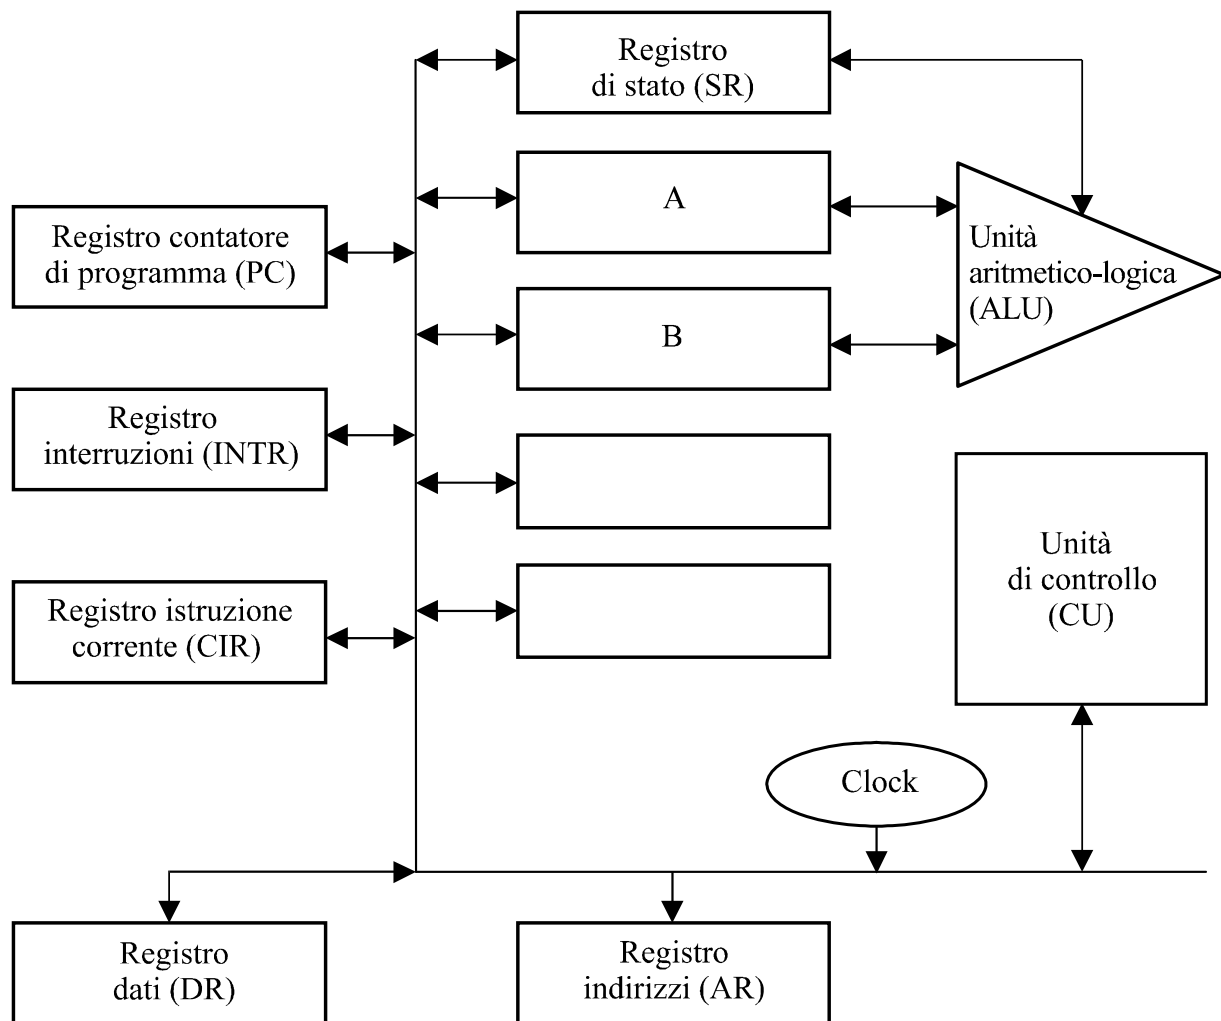 Registro
di stato (SR)
A
Registro contatore
di programma (PC)
Unità
aritmetico-logica
(ALU)
B
Registro
interruzioni (INTR)
Unità
di controllo
(CU)
Registro istruzione
corrente (CIR)
Clock
Registro
dati (DR)
Registro
indirizzi (AR)